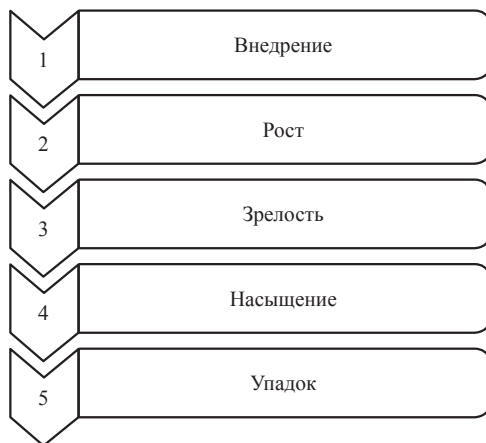 1 Внедрение
2 Рост
3 Зрелость
4 Насыщение
5 Упадок